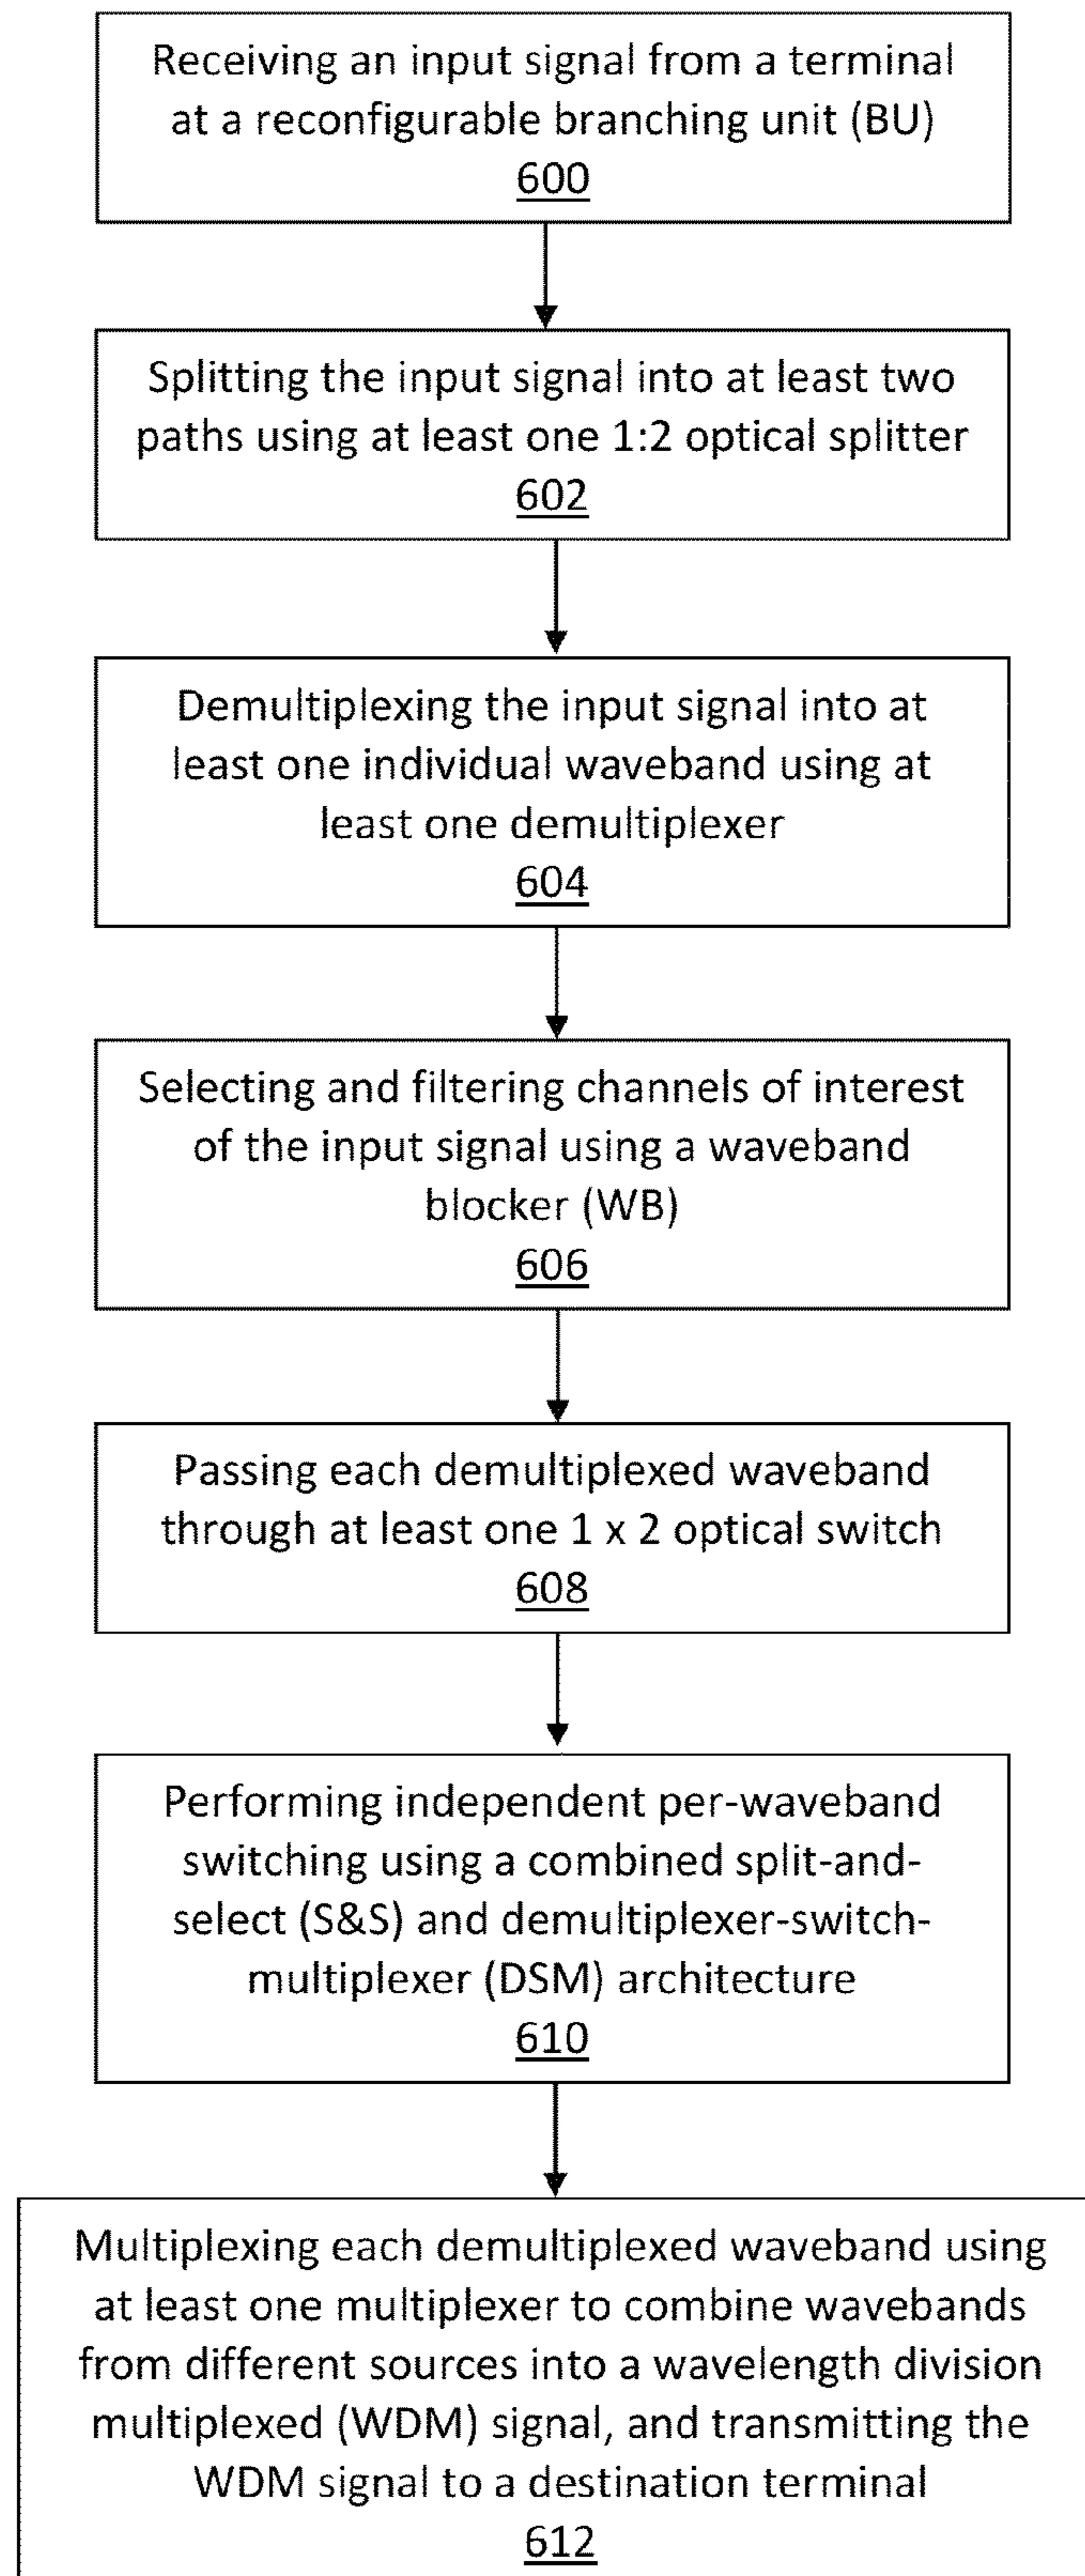 Receiving an input signal from a terminal
at a reconfigurable branching unit (BU)
600
Splitting the input signal into at least two
paths using at least one 1:2 optical splitter
602
Demultiplexing the input signal into at
least one individual waveband using at
least one demultiplexer
604
Selecting and filtering channels of interest
of the input signal using a waveband
blocker (WB)
606
Passing each demultiplexed waveband
through at least one 1 x 2 optical switch
608
Performing independent per-waveband
switching using a combined split-and-
select (S&S) and demultiplexer-switch-
multiplexer (DSM) architecture
610
Multiplexing each demultiplexed waveband using
at least one multiplexer to combine wavebands
from different sources into a wavelength division
multiplexed (WDM) signal, and transmitting the
WDM signal to a destination terminal
612